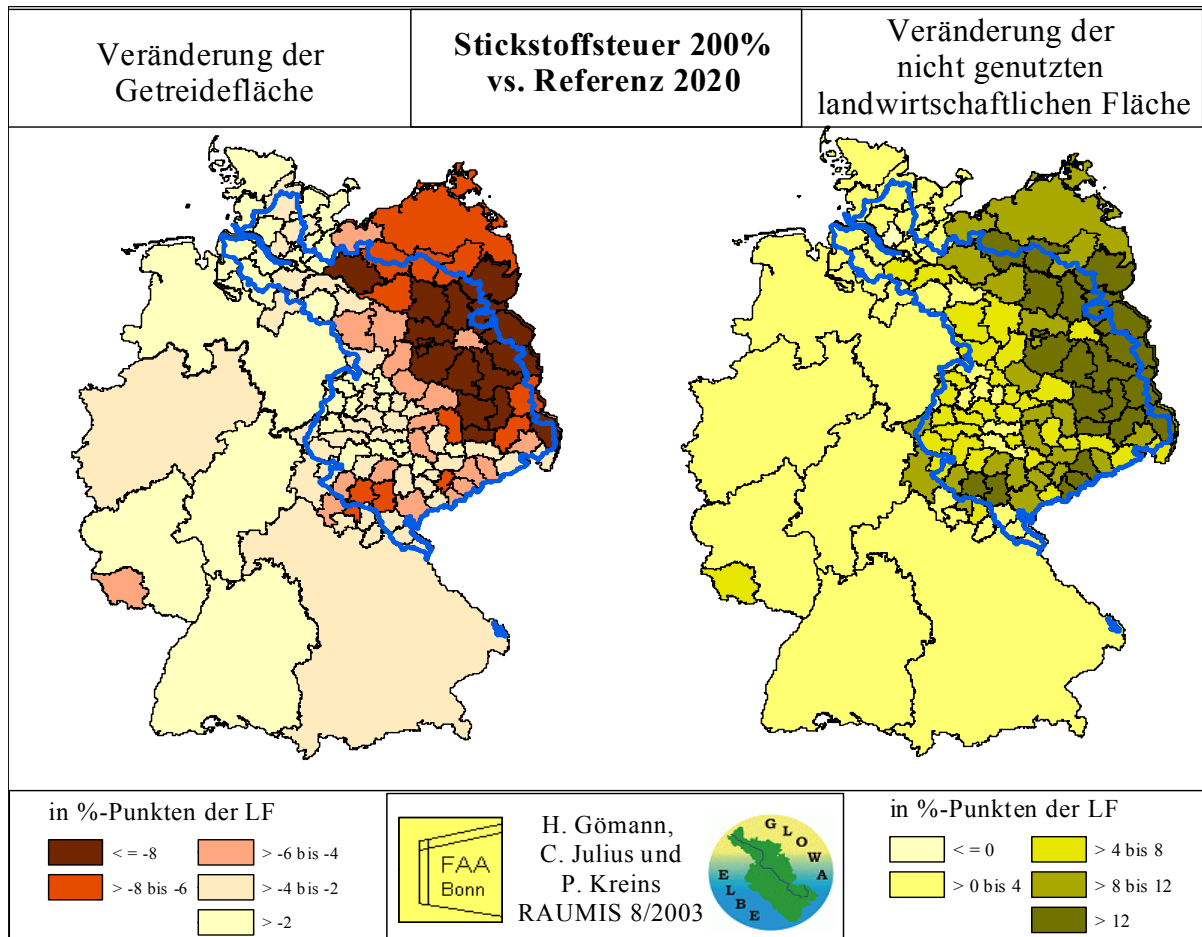 Veränderung der
Getreidefläche
Stickstoffsteuer 200%
vs. Referenz 2020
Veränderung der
nicht genutzten
landwirtschaftlichen Fläche
in %-Punkten der LF
< = -8
> -8 bis -6
> -6 bis -4
> -4 bis -2
> -2
FAA
Bonn
H. Gömann,
C. Julius und
P. Kreins
RAUMIS 8/2003
GLOWA
ELBE
in %-Punkten der LF
< = 0
> 0 bis 4
> 4 bis 8
> 8 bis 12
> 12